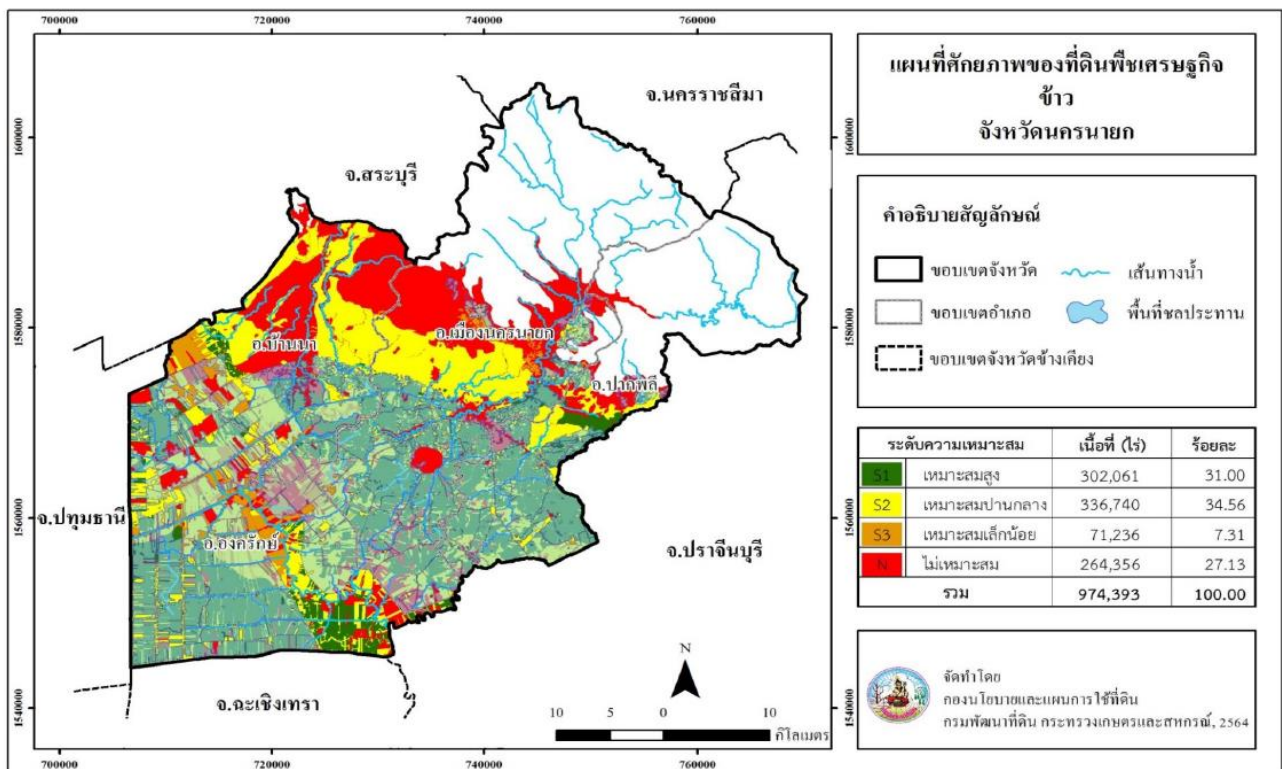 แผนที่ศักยภาพของที่ดินพืชเศรษฐกิจ
ข้าว
จังหวัดนครนายก
คำอธิบายสัญลักษณ์
ขอบเขตจังหวัด
เส้นทางน้ำ
ขอบเขตอำเภอ
พื้นที่ชลประทาน
ขอบเขตจังหวัดข้างเคียง
ระดับความเหมาะสม เนื้อที่ (ไร่) ร้อยละ
S1 เหมาะสมสูง 302,061 31.00
S2 เหมาะสมปานกลาง 336,740 34.56
S3 เหมาะสมเล็กน้อย 71,236 7.31
N ไม่เหมาะสม 264,356 27.13
รวม 974,393 100.00
จัดทำโดย
กองนโยบายและแผนการใช้ที่ดิน
กรมพัฒนาที่ดิน กระทรวงเกษตรและสหกรณ์, 2564
700000 720000 740000 760000
1600000 1600000
1580000 1580000
1560000 1560000
1540000 1540000
700000 720000 740000 760000
จ.นครราชสีมา
จ.สระบุรี
อ.บ้านนา
อ.เมืองนครนายก
อ.ปากพลี
จ.ปทุมธานี
อ.องครักษ์
จ.ปราจีนบุรี
จ.ฉะเชิงเทรา
N
10 5 0 10
กิโลเมตร